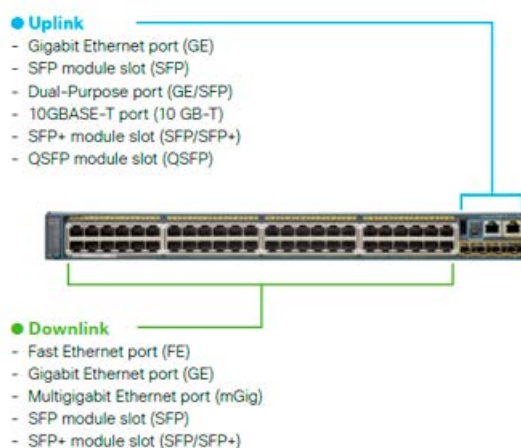 Uplink
- Gigabit Ethernet port (GE)
- SFP module slot (SFP)
- Dual-Purpose port (GE/SFP)
- 10GBASE-T port (10 GB-T)
- SFP+ module slot (SFP/SFP+)
- QSFP module slot (QSFP)
Downlink
- Fast Ethernet port (FE)
- Gigabit Ethernet port (GE)
- Multigigabit Ethernet port (mGig)
- SFP module slot (SFP)
- SFP+ module slot (SFP/SFP+)